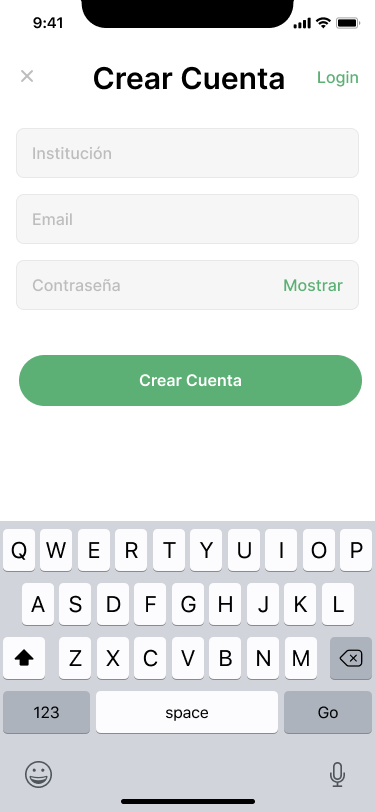 9:41
Crear Cuenta Login
Institución
Email
Contraseña Mostrar
Crear Cuenta
Q W E R T Y U I O P
A S D F G H J K L
Z X C V B N M
123 space Go